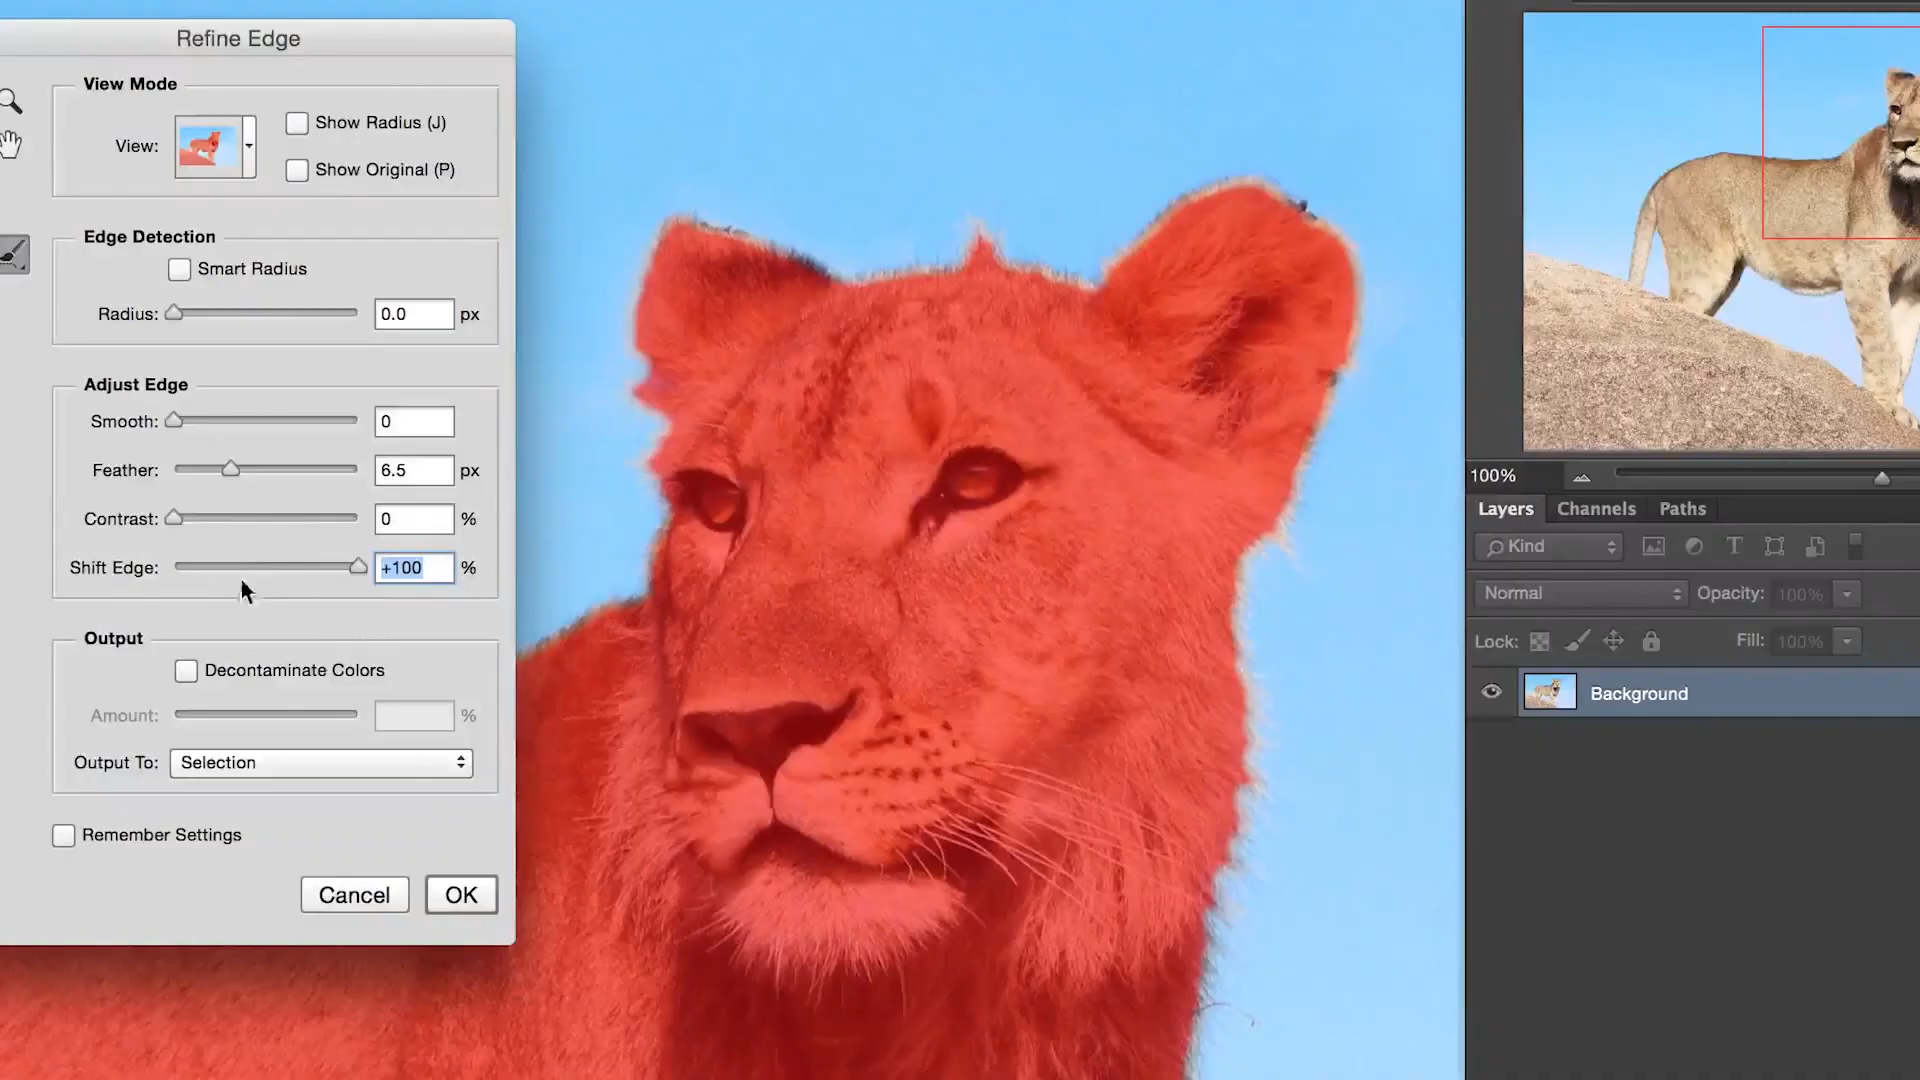 Refine Edge
View Mode
View:
Show Radius (J)
Show Original (P)
Edge Detection
Smart Radius
Radius: 0.0 px
Adjust Edge
Smooth: 0
Feather: 6.5 px
Contrast: 0 %
Shift Edge: +100 %
Output
Decontaminate Colors
Amount: %
Output To: Selection
Remember Settings
Cancel OK
100%
Layers Channels Paths
Kind
Normal Opacity: 100%
Lock: Fill: 100%
Background